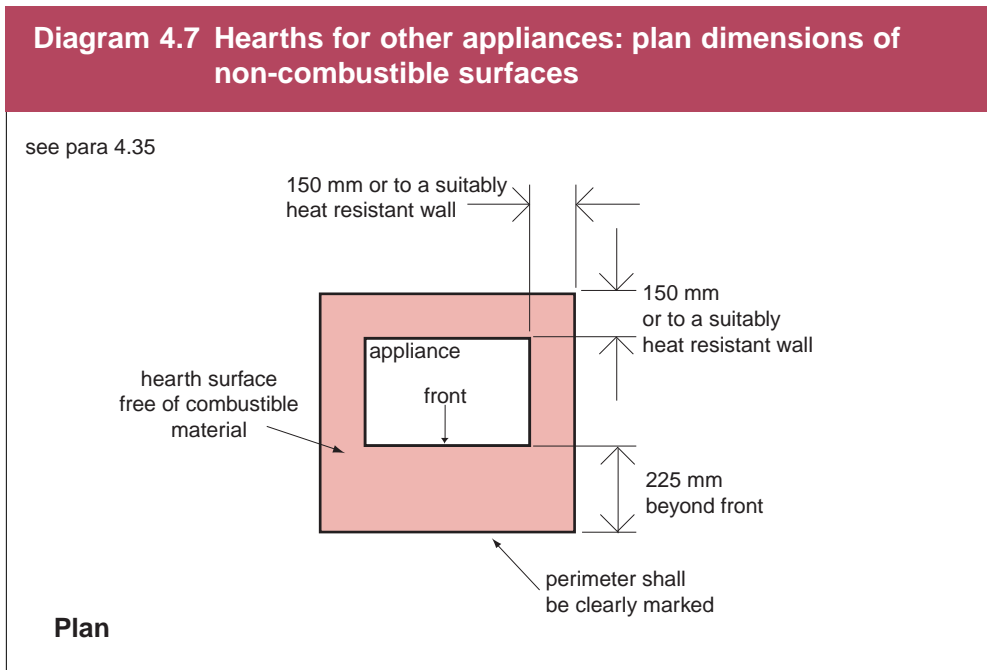 Diagram 4.7 Hearths for other appliances: plan dimensions of
non-combustible surfaces
see para 4.35
150 mm or to a suitably
heat resistant wall
150 mm
or to a suitably
heat resistant wall
appliance
front
hearth surface
free of combustible
material
225 mm
beyond front
perimeter shall
be clearly marked
Plan